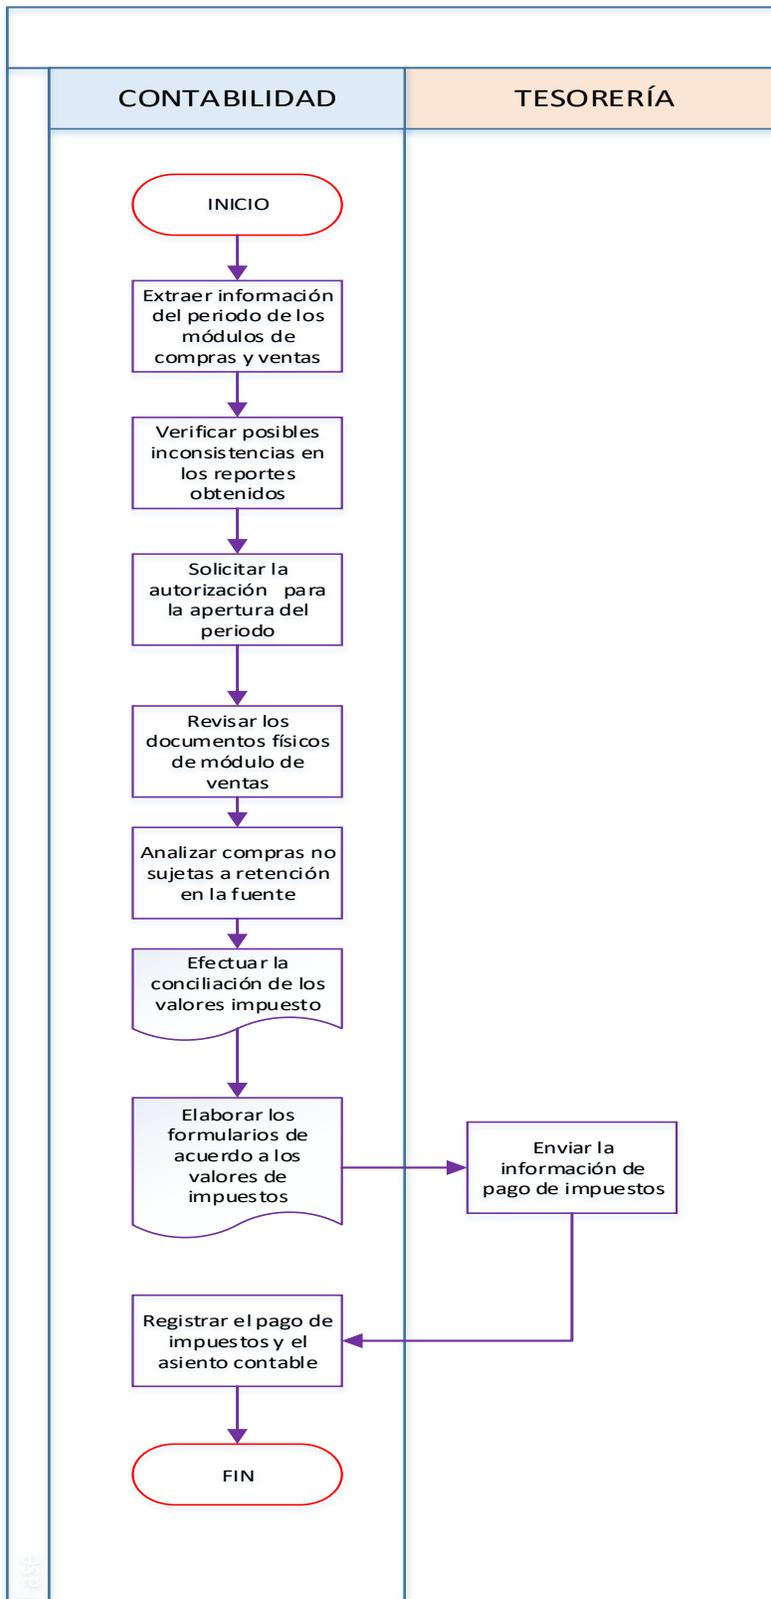 CONTABILIDAD
TESORERÍA
INICIO
Extraer información
del periodo de los
módulos de
compras y ventas
Verificar posibles
inconsistencias en
los reportes
obtenidos
Solicitar la
autorización para
la apertura del
periodo
Revisar los
documentos físicos
de módulo de
ventas
Analizar compras no
sujetas a retención
en la fuente
Efectuar la
conciliación de los
valores impuesto
Elaborar los
formularios de
acuerdo a los
valores de
impuestos
Enviar la
información de
pago de impuestos
Registrar el pago de
impuestos y el
asiento contable
FIN
Fase